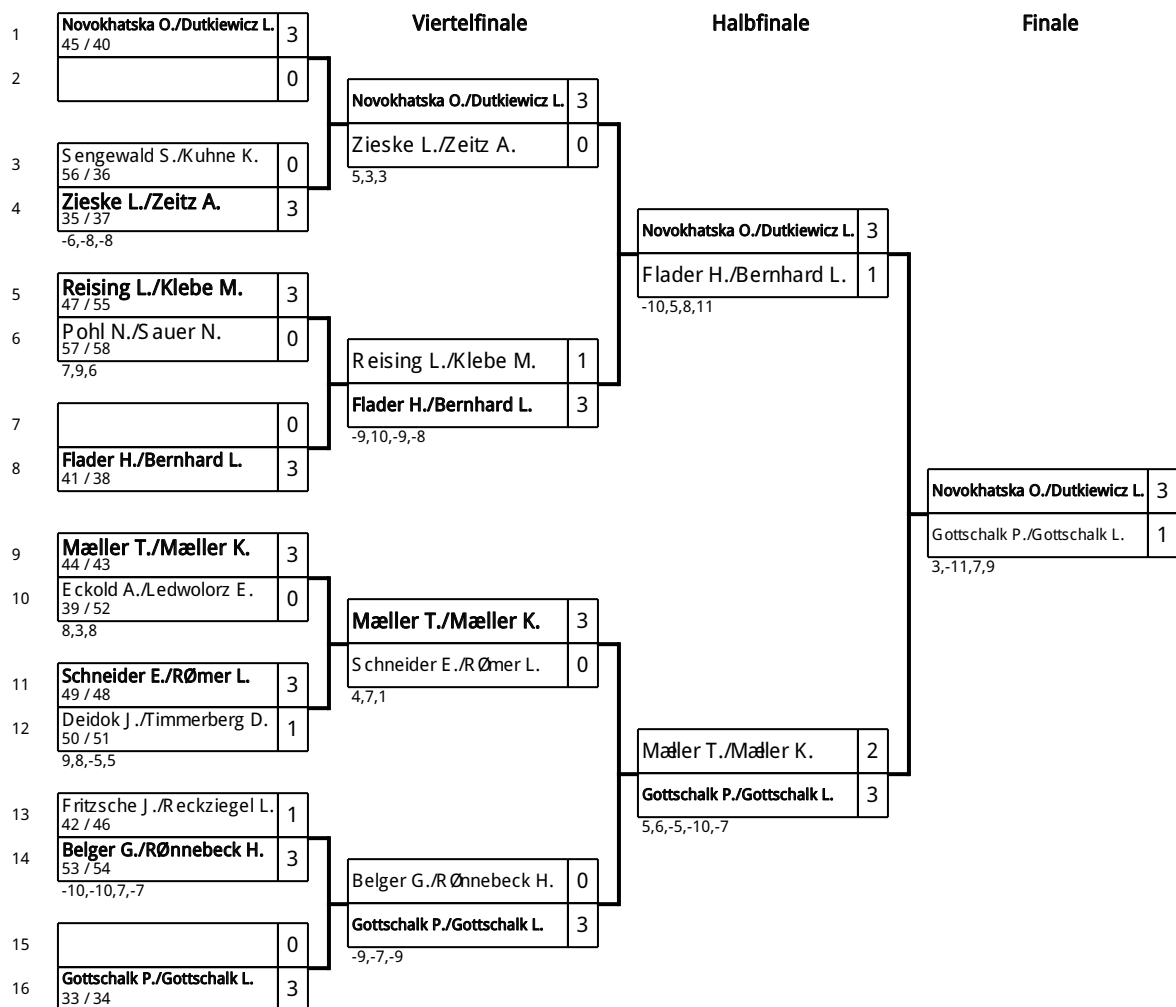 Viertelfinale
Halbfinale
Finale
1
Novokhatska O./Dutkiewicz L. 3
45 / 40
2
0
3
Sengewald S./Kuhne K. 0
56 / 36
4
Zieske L./Zeitz A. 3
35 / 37
-6,-8,-8
5
Reising L./Klebe M. 3
47 / 55
6
Pohl N./Sauer N. 0
57 / 58
7,9,6
7
0
8
Flader H./Bernhard L. 3
41 / 38
9
Mæller T./Mæller K. 3
44 / 43
10
Eckold A./Ledwolorz E. 0
39 / 52
8,3,8
11
Schneider E./RØmer L. 3
49 / 48
12
Deidok J./Timmerberg D. 1
50 / 51
9,8,-5,5
13
Fritzsche J./Reckziegel L. 1
42 / 46
14
Belger G./RØnnebeck H. 3
53 / 54
-10,-10,7,-7
15
0
16
Gottschalk P./Gottschalk L. 3
33 / 34
Novokhatska O./Dutkiewicz L. 3
Zieske L./Zeitz A. 0
5,3,3
Reising L./Klebe M. 1
Flader H./Bernhard L. 3
-9,10,-9,-8
Mæller T./Mæller K. 3
Schneider E./RØmer L. 0
4,7,1
Belger G./RØnnebeck H. 0
Gottschalk P./Gottschalk L. 3
-9,-7,-9
Novokhatska O./Dutkiewicz L. 3
Flader H./Bernhard L. 1
-10,5,8,11
Mæller T./Mæller K. 2
Gottschalk P./Gottschalk L. 3
5,6,-5,-10,-7
Novokhatska O./Dutkiewicz L. 3
Gottschalk P./Gottschalk L. 1
3,-11,7,9